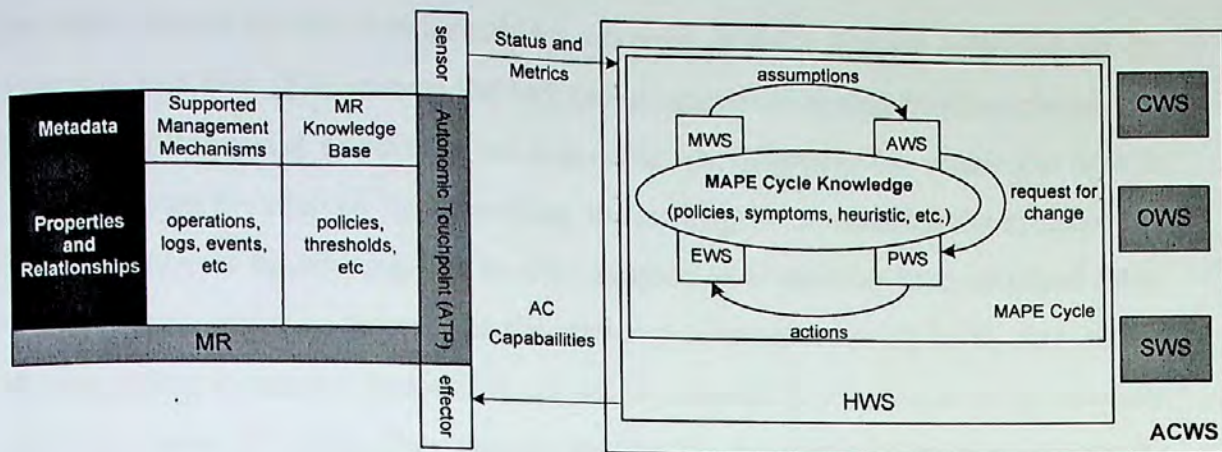 Metadata
Properties
and
Relationships
Supported
Management
Mechanisms
operations,
logs, events,
etc
MR
Knowledge
Base
policies,
thresholds,
etc
MR
sensor
Autonomic Touchpoint (ATP)
effector
Status and
Metrics
AC
Capabailities
assumptions
MWS
AWS
MAPE Cycle Knowledge
(policies, symptoms, heuristic, etc.)
request for
change
EWS
PWS
actions
MAPE Cycle
HWS
CWS
OWS
SWS
ACWS